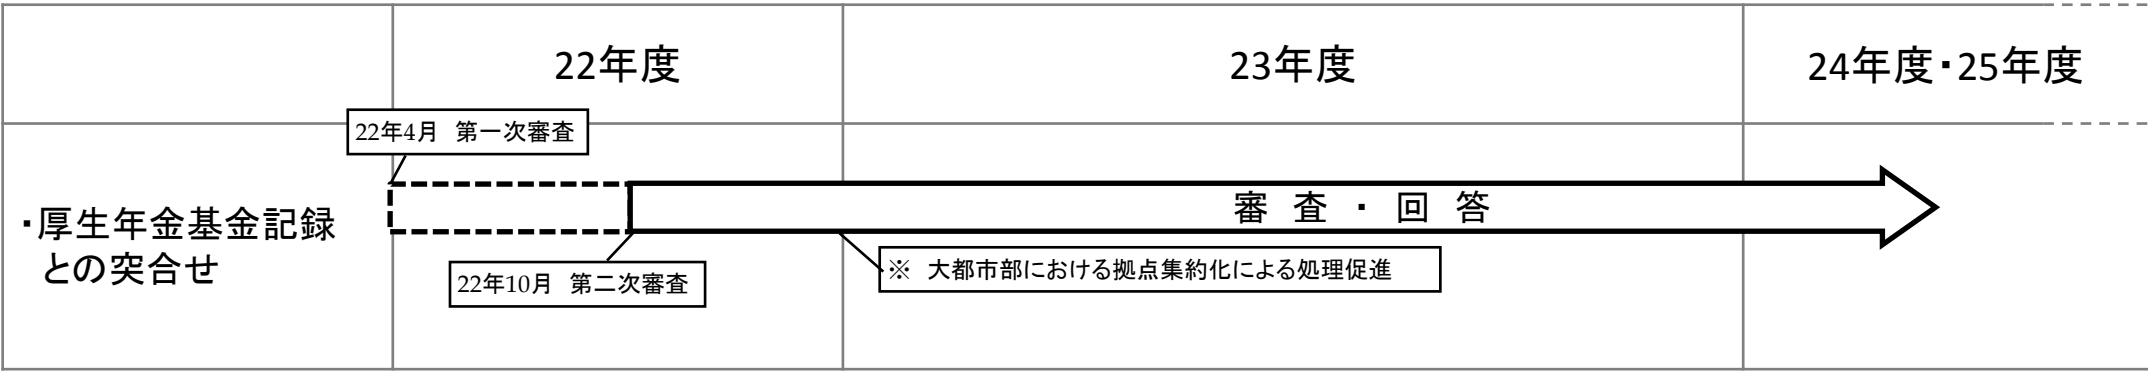 22年度
23年度
24年度・25年度
22年4月　第一次審査
・厚生年金基金記録
との突合せ
審　査　・　回　答
22年10月　第二次審査
※　大都市部における拠点集約化による処理促進